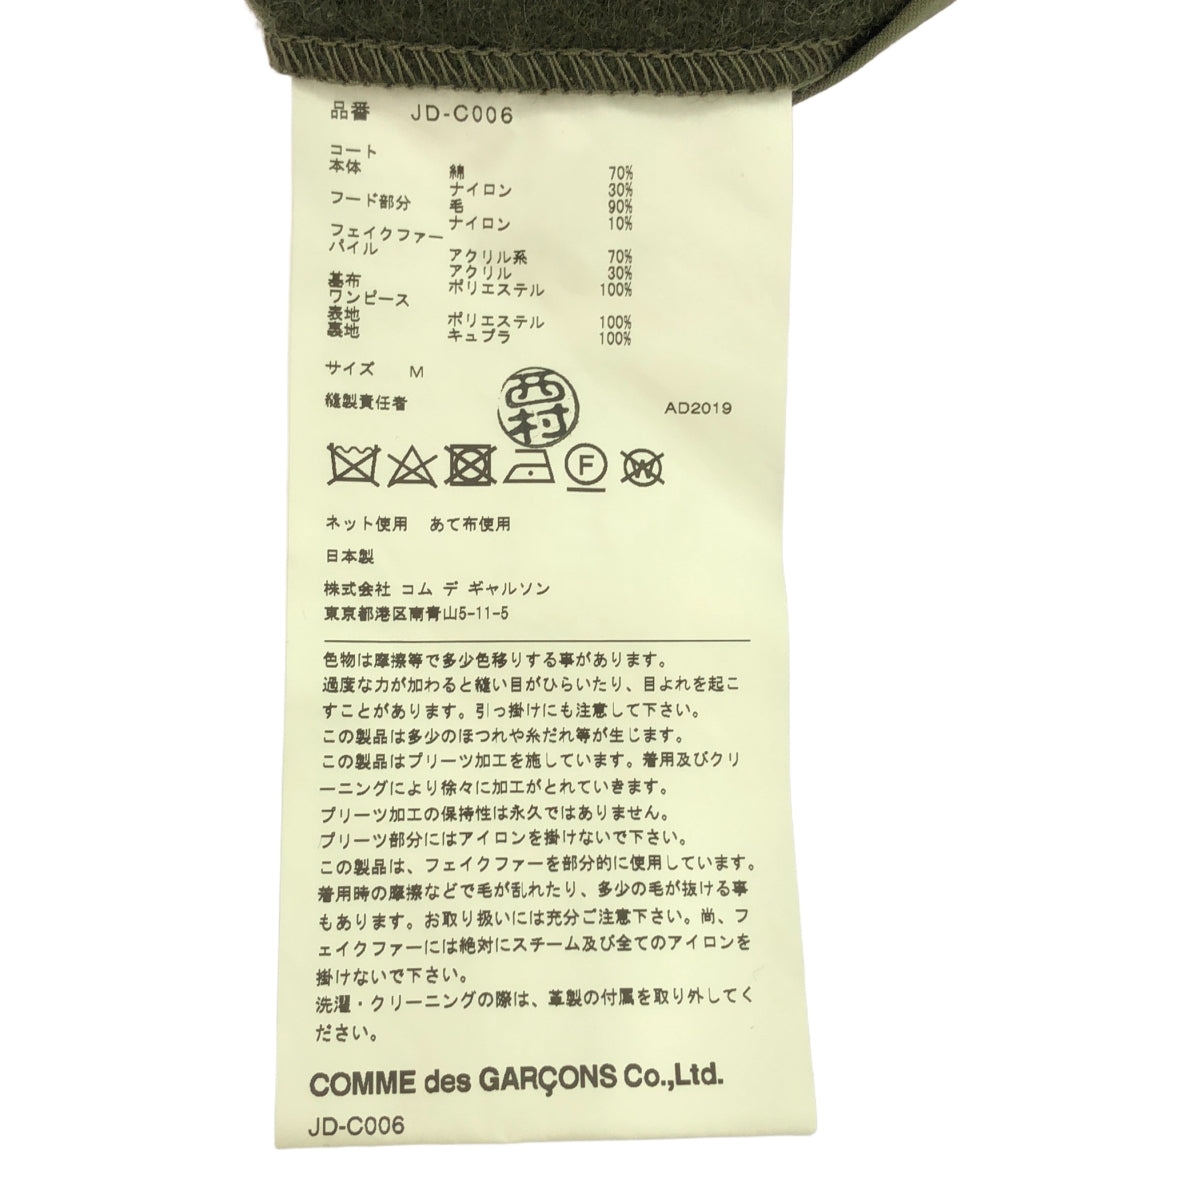 品番 JD-C006
コート
本体 綿 70%
ナイロン 30%
フード部分 毛 90%
ナイロン 10%
フェイクファー
パイル アクリル系 70%
アクリル 30%
基布 ポリエステル 100%
ワンピース
表地 ポリエステル 100%
裏地 キュプラ 100%
サイズ M
縫製責任者 西村 AD2019
F W
ネット使用 あて布使用
日本製
株式会社 コム デ ギャルソン
東京都港区南青山5-11-5
色物は摩擦等で多少色移りする事があります。
過度な力が加わると縫い目がひらいたり、目よれを起こ
すことがあります。引っ掛けにも注意して下さい。
この製品は多少のほつれや糸だれ等が生じます。
この製品はプリーツ加工を施しています。着用及びクリ
ーニングにより徐々に加工がとれていきます。
プリーツ加工の保持性は永久ではありません。
プリーツ部分にはアイロンを掛けないで下さい。
この製品は、フェイクファーを部分的に使用しています。
着用時の摩擦などで毛が乱れたり、多少の毛が抜ける事
もあります。お取り扱いには充分ご注意下さい。尚、フ
ェイクファーには絶対にスチーム及び全てのアイロンを
掛けないで下さい。
洗濯・クリーニングの際は、革製の付属を取り外してく
ださい。
COMME des GARÇONS Co.,Ltd.
JD-C006